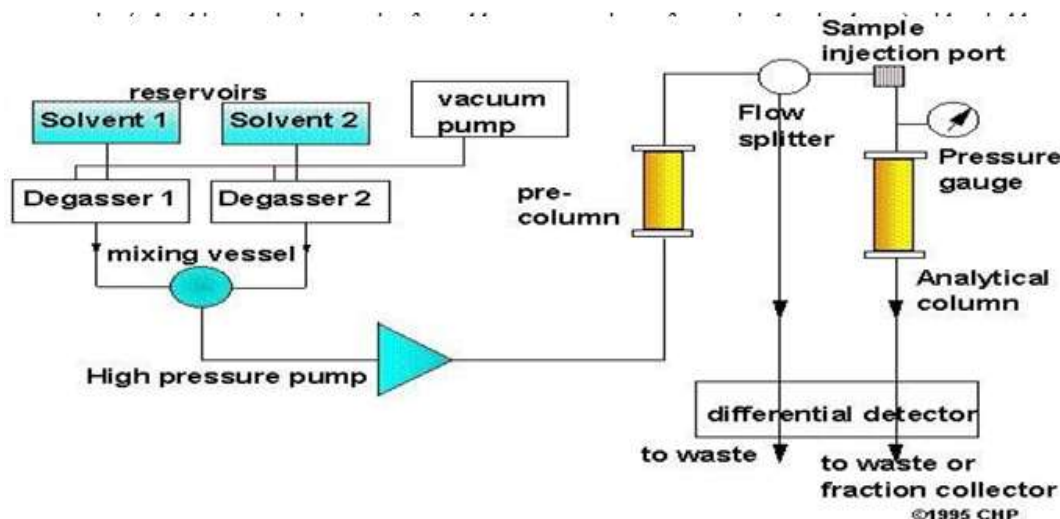 Sample
injection port
reservoirs
vacuum
pump
Solvent 1
Solvent 2
Flow
splitter
Pressure
gauge
Degasser 1
Degasser 2
pre-
column
mixing vessel
Analytical
column
High pressure pump
differential detector
to waste
to waste or
fraction collector
©1995 CHP